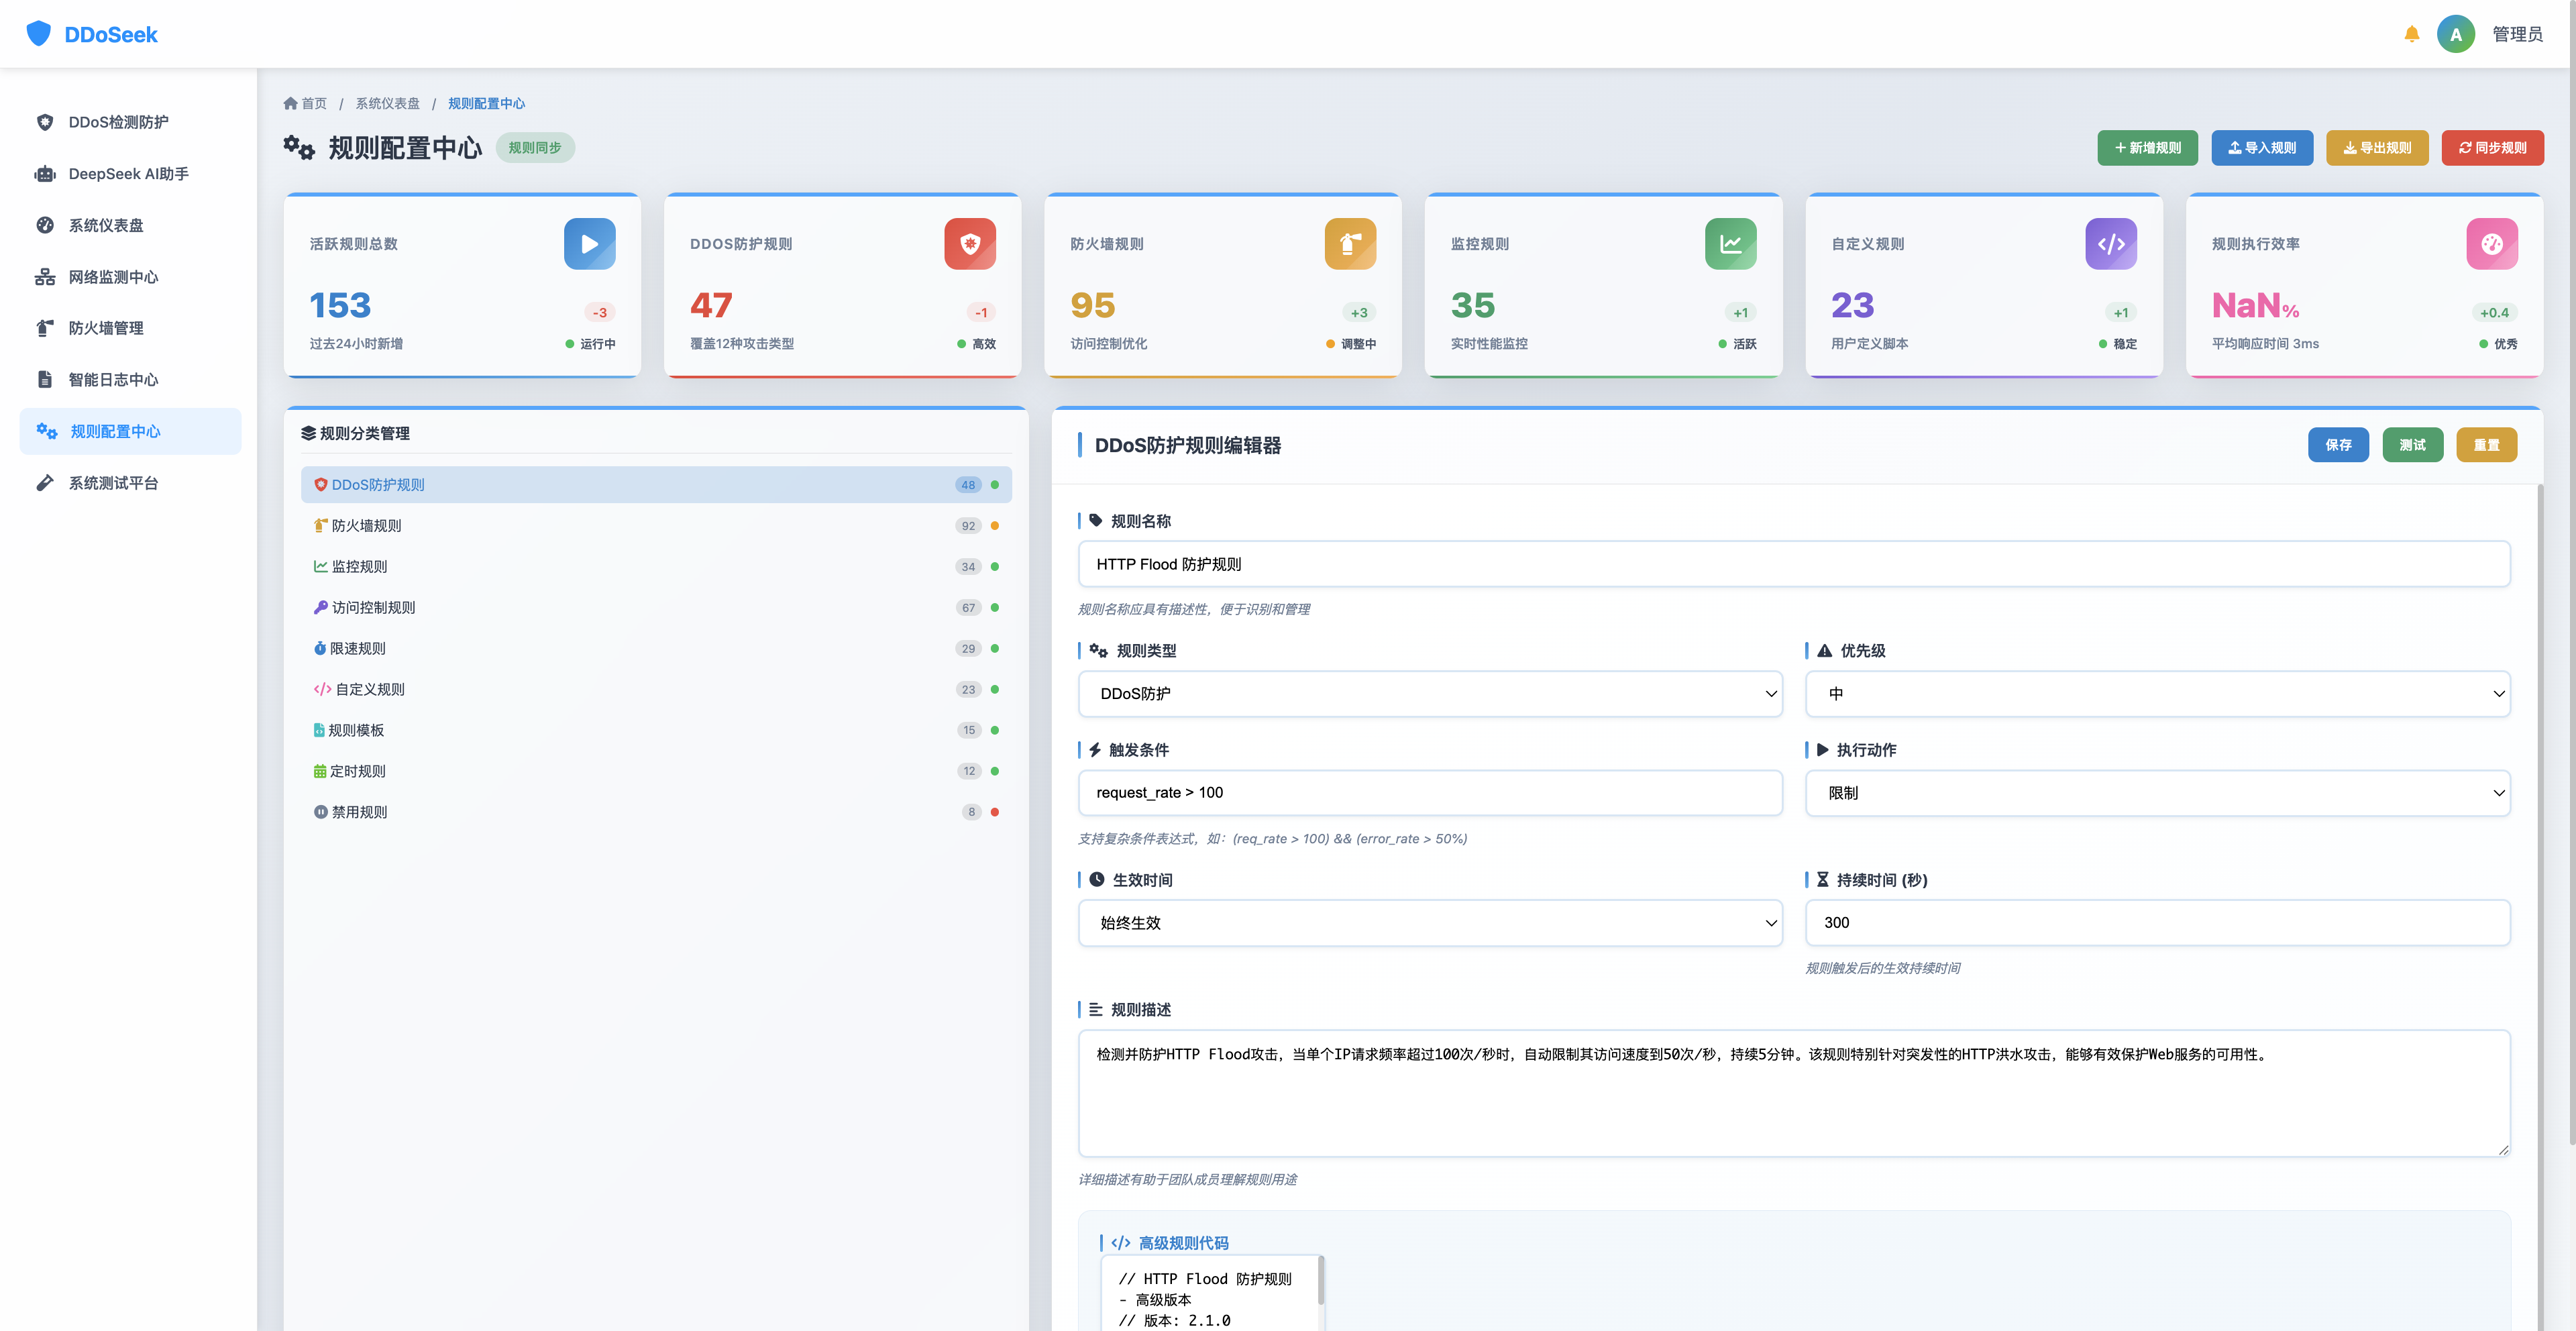 DDoSeek
A 管理员
DDoS检测防护
DeepSeek AI助手
系统仪表盘
网络监测中心
防火墙管理
智能日志中心
规则配置中心
系统测试平台
首页 / 系统仪表盘 / 规则配置中心
规则配置中心 规则同步
新增规则 导入规则 导出规则 同步规则
活跃规则总数
153 -3
过去24小时新增 运行中
DDOS防护规则
47 -1
覆盖12种攻击类型 高效
防火墙规则
95 +3
访问控制优化 调整中
监控规则
35 +1
实时性能监控 活跃
自定义规则
23 +1
用户定义脚本 稳定
规则执行效率
NaN% +0.4
平均响应时间 3ms 优秀
规则分类管理
DDoS防护规则 48
防火墙规则 92
监控规则 34
访问控制规则 67
限速规则 29
自定义规则 23
规则模板 15
定时规则 12
禁用规则 8
DDoS防护规则编辑器 保存 测试 重置
规则名称
HTTP Flood 防护规则
规则名称应具有描述性，便于识别和管理
规则类型 优先级
DDoS防护 中
触发条件 执行动作
request_rate > 100 限制
支持复杂条件表达式，如：(req_rate > 100) && (error_rate > 50%)
生效时间 持续时间 (秒)
始终生效 300
规则触发后的生效持续时间
规则描述
检测并防护HTTP Flood攻击，当单个IP请求频率超过100次/秒时，自动限制其访问速度到50次/秒，持续5分钟。该规则特别针对突发性的HTTP洪水攻击，能够有效保护Web服务的可用性。
详细描述有助于团队成员理解规则用途
</> 高级规则代码
// HTTP Flood 防护规则
- 高级版本
// 版本: 2.1.0